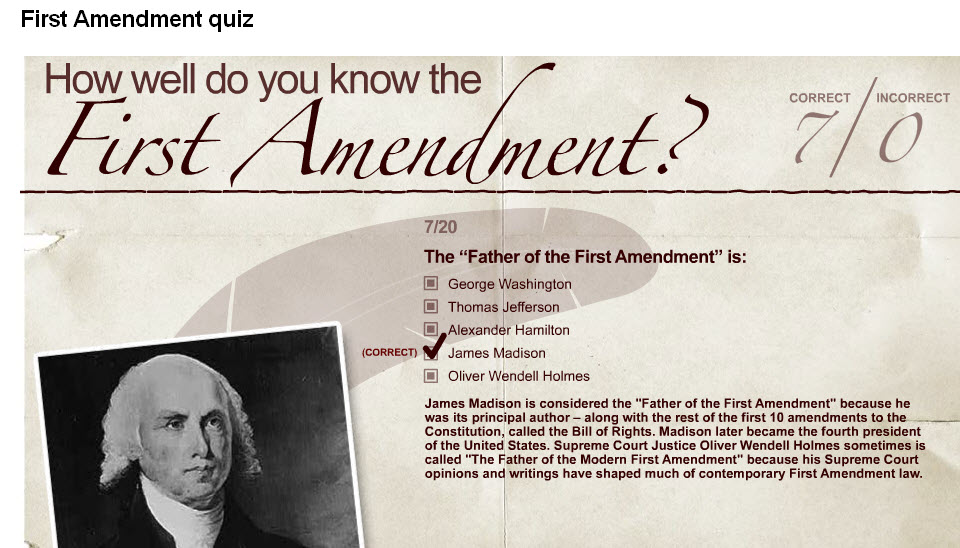 First Amendment quiz
How well do you know the
First Amendment?
CORRECT INCORRECT
7/0
7/20
The “Father of the First Amendment” is:
George Washington
Thomas Jefferson
Alexander Hamilton
(CORRECT) James Madison
Oliver Wendell Holmes
James Madison is considered the "Father of the First Amendment" because he
was its principal author – along with the rest of the first 10 amendments to the
Constitution, called the Bill of Rights. Madison later became the fourth president
of the United States. Supreme Court Justice Oliver Wendell Holmes sometimes is
called "The Father of the Modern First Amendment" because his Supreme Court
opinions and writings have shaped much of contemporary First Amendment law.